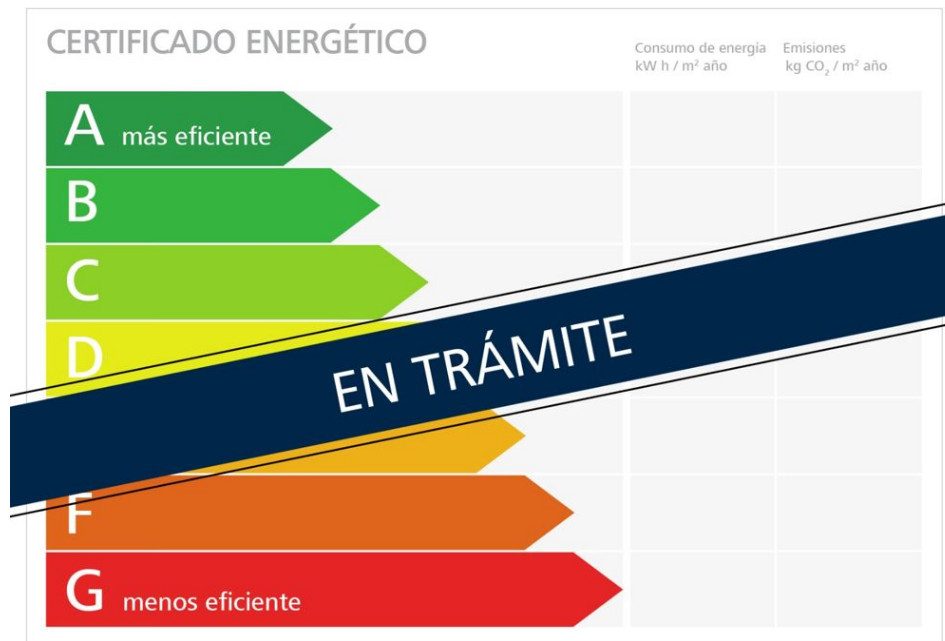 CERTIFICADO ENERGÉTICO
Consumo de energía
kW h / m² año
Emisiones
kg CO₂ / m² año
A más eficiente
B
C
D
EN TRÁMITE
F
G menos eficiente